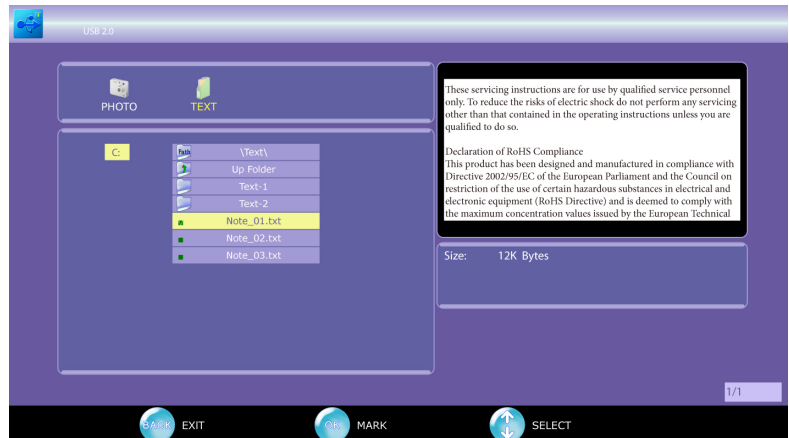 USB 2.0
PHOTO
TEXT
C:
Path
\Text\
Up Folder
Text-1
Text-2
Note_01.txt
Note_02.txt
Note_03.txt
These servicing instructions are for use by qualified service personnel
only. To reduce the risks of electric shock do not perform any servicing
other than that contained in the operating instructions unless you are
qualified to do so.
Declaration of RoHS Compliance
This product has been designed and manufactured in compliance with
Directive 2002/95/EC of the European Parliament and the Council on
restriction of the use of certain hazardous substances in electrical and
electronic equipment (RoHS Directive) and is deemed to comply with
the maximum concentration values issued by the European Technical
Size: 12K Bytes
1/1
BACK EXIT
OK MARK
SELECT